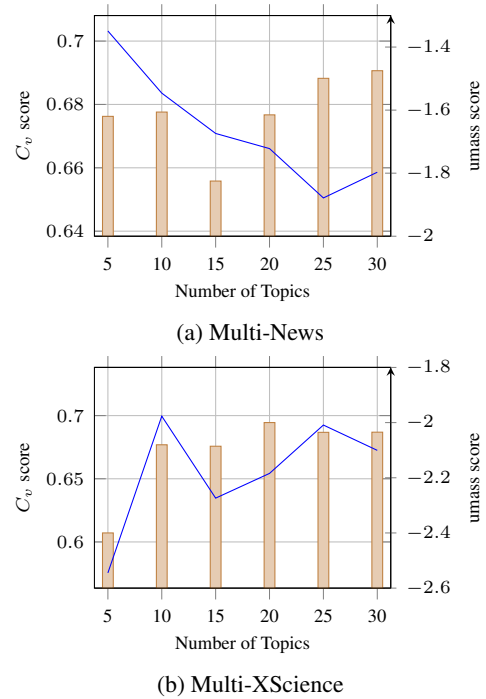 0.7
0.68
0.66
0.64
C_v score
−1.4
−1.6
−1.8
−2
umass score
5 10 15 20 25 30
Number of Topics
(a) Multi-News
0.7
0.65
0.6
C_v score
−1.8
−2
−2.2
−2.4
−2.6
umass score
5 10 15 20 25 30
Number of Topics
(b) Multi-XScience